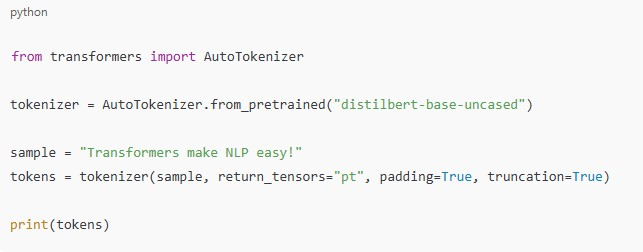 python
from transformers import AutoTokenizer
tokenizer = AutoTokenizer.from_pretrained("distilbert-base-uncased")
sample = "Transformers make NLP easy!"
tokens = tokenizer(sample, return_tensors="pt", padding=True, truncation=True)
print(tokens)